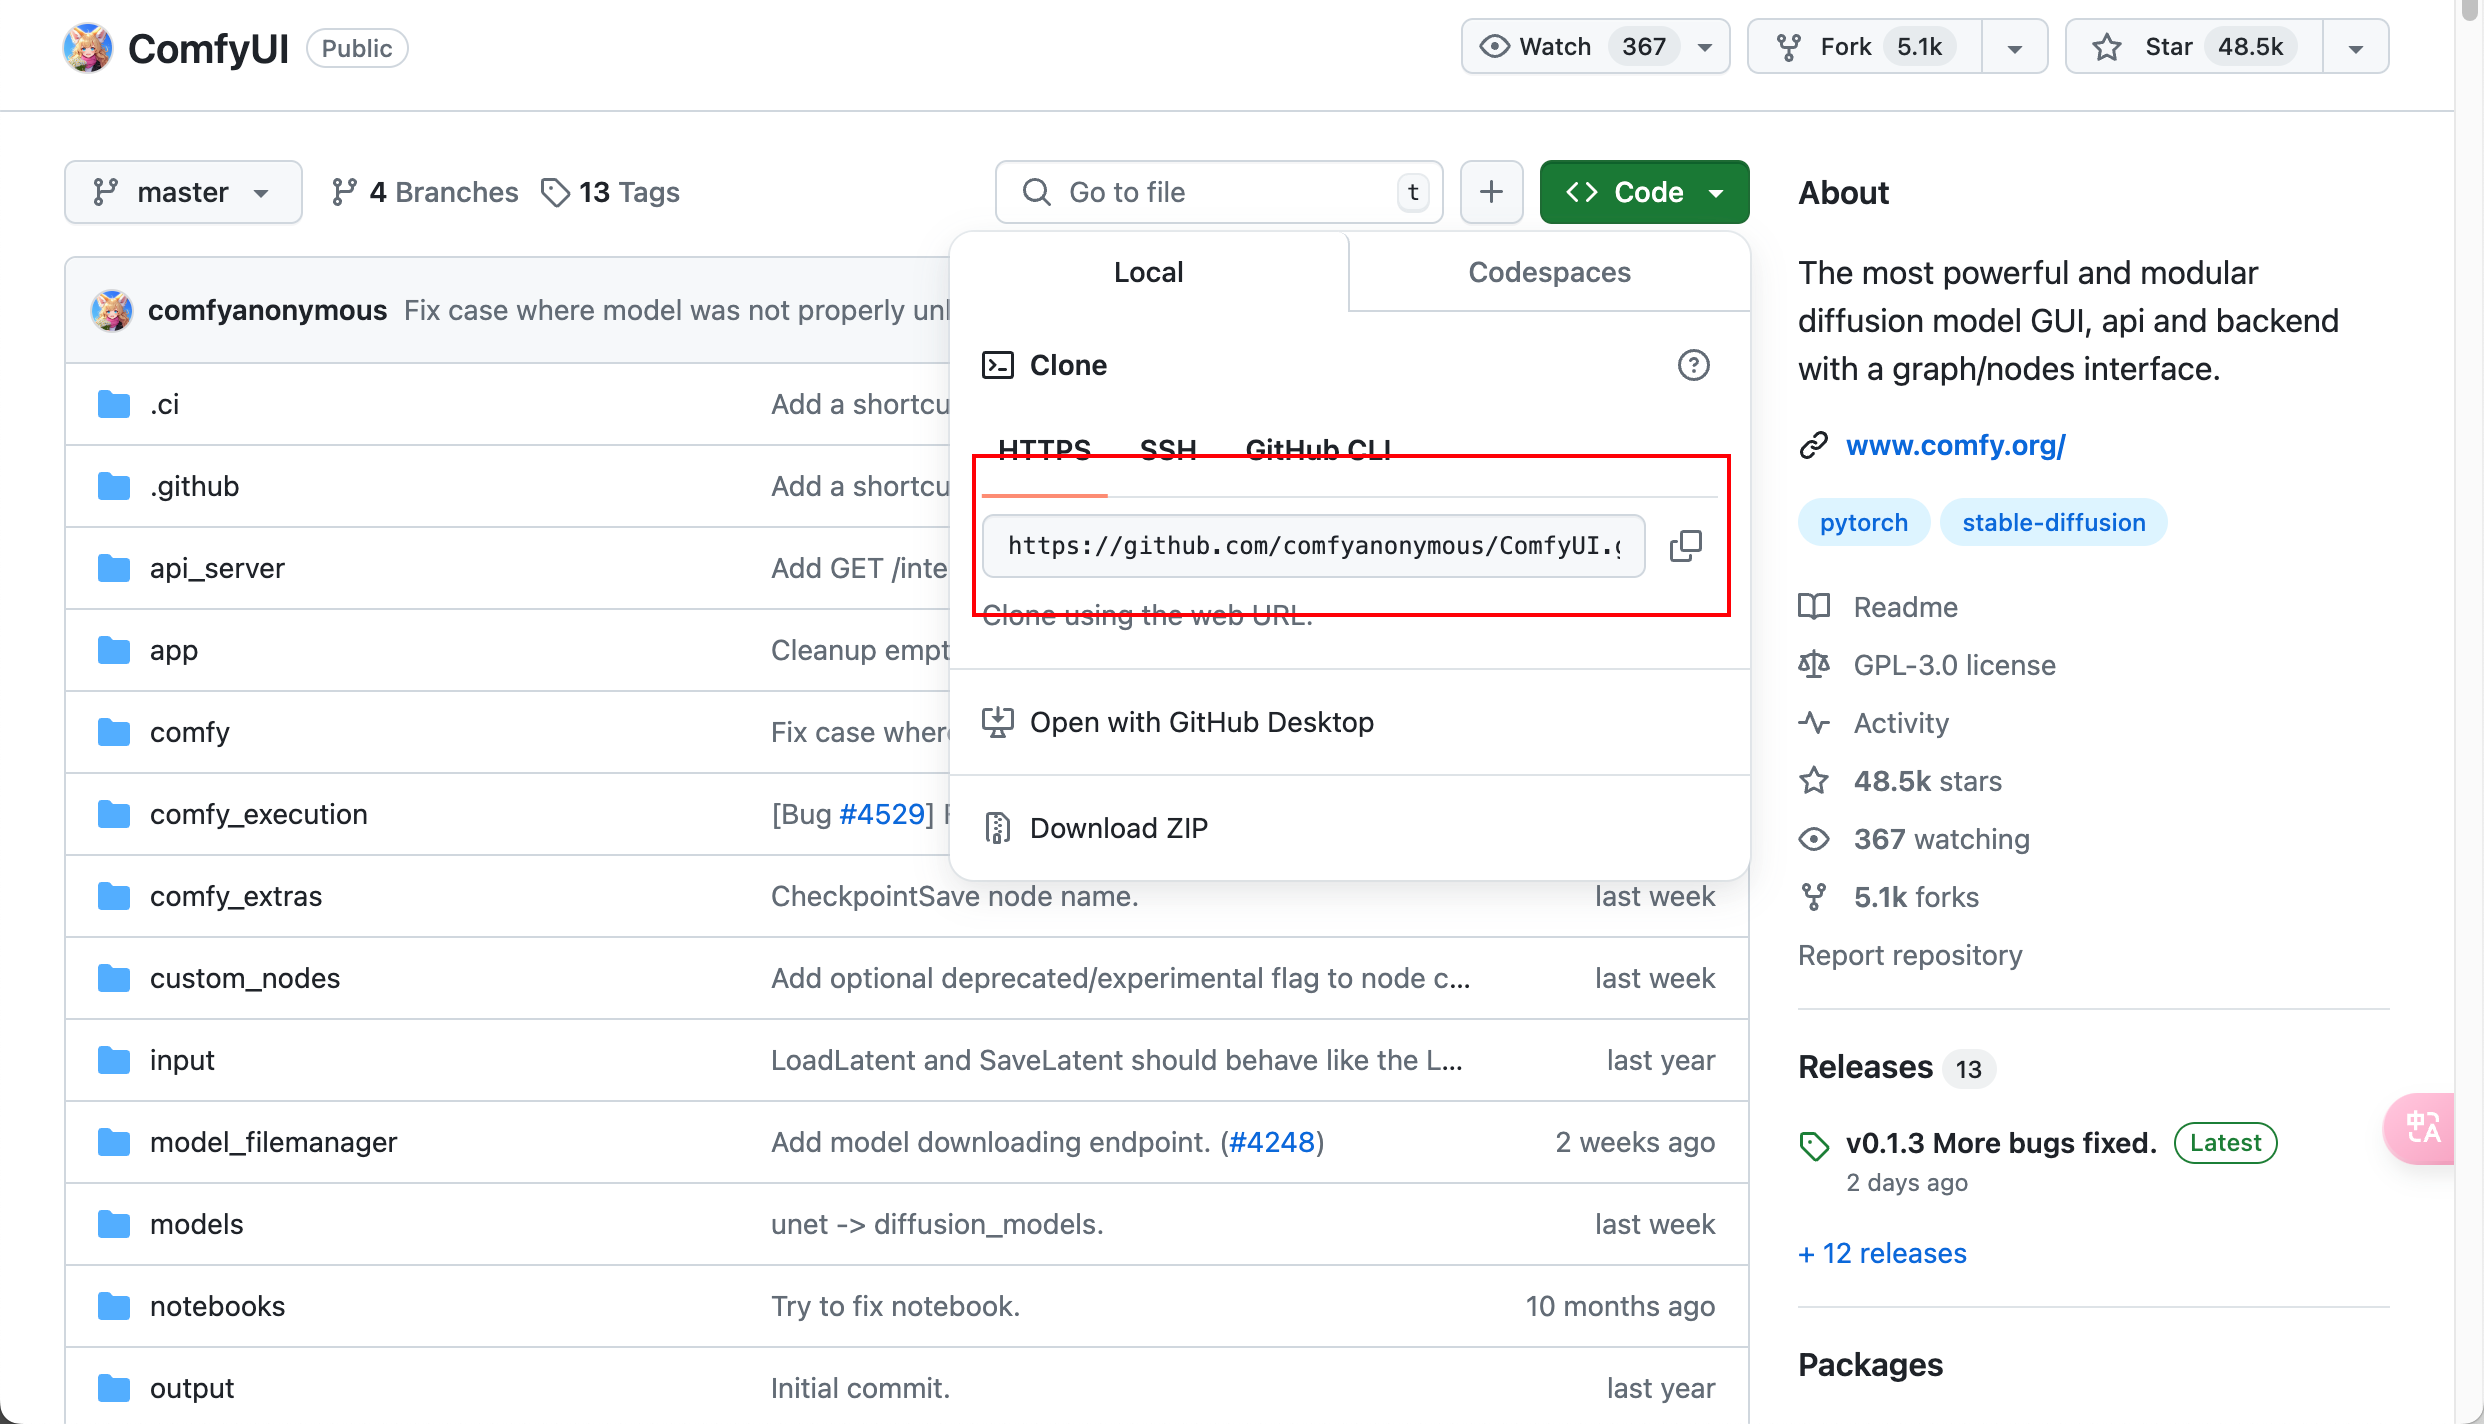 ComfyUI Public
Watch 367
Fork 5.1k
Star 48.5k
master
4 Branches
13 Tags
Go to file t
Code
Local
Codespaces
Clone
HTTPS SSH GitHub CLI
https://github.com/comfyanonymous/ComfyUI.g
Clone using the web URL.
Open with GitHub Desktop
Download ZIP
comfyanonymous Fix case where model was not properly
.ci Add a
.github Add a
api_server Add GET
app Cleanup
comfy Fix case
comfy_execution [Bug #4529]
comfy_extras CheckpointSave node name. last week
custom_nodes Add optional deprecated/experimental flag to node c... last week
input LoadLatent and SaveLatent should behave like the L... last year
model_filemanager Add model downloading endpoint. (#4248) 2 weeks ago
models unet -> diffusion_models. last week
notebooks Try to fix notebook. 10 months ago
output Initial commit. last year
About
The most powerful and modular
diffusion model GUI, api and backend
with a graph/nodes interface.
www.comfy.org/
pytorch stable-diffusion
Readme
GPL-3.0 license
Activity
48.5k stars
367 watching
5.1k forks
Report repository
Releases 13
v0.1.3 More bugs fixed. Latest
2 days ago
+ 12 releases
Packages
中A